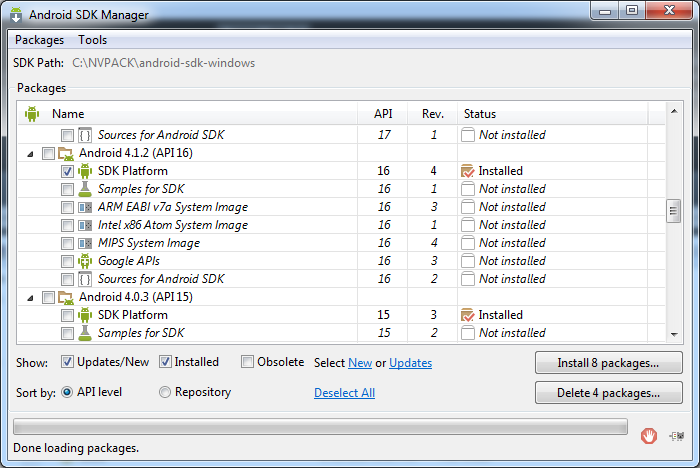 Android SDK Manager
Packages Tools
SDK Path: C:\NVPACK\android-sdk-windows
Packages
Name API Rev. Status
Sources for Android SDK 17 1 Not installed
Android 4.1.2 (API 16)
SDK Platform 16 4 Installed
Samples for SDK 16 1 Not installed
ARM EABI v7a System Image 16 3 Not installed
Intel x86 Atom System Image 16 1 Not installed
MIPS System Image 16 4 Not installed
Google APIs 16 3 Not installed
Sources for Android SDK 16 2 Not installed
Android 4.0.3 (API 15)
SDK Platform 15 3 Installed
Samples for SDK 15 2 Not installed
Show: Updates/New Installed Obsolete Select New or Updates Install 8 packages...
Sort by: API level Repository Deselect All Delete 4 packages...
Done loading packages.